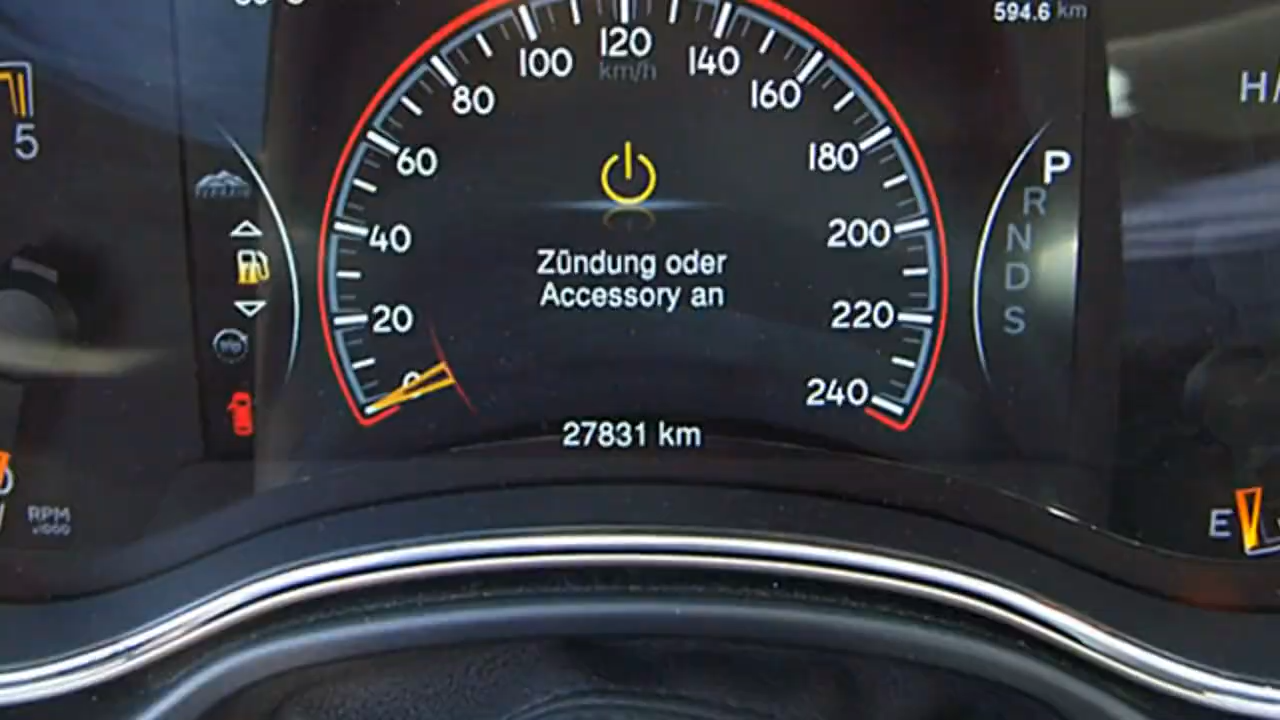 594.6 km
100
120
140
km/h
80
160
H
5
60
180
P
R
40
200
N
Zündung oder
D
Accessory an
20
220
S
0
240
27831 km
RPM
x1000
E